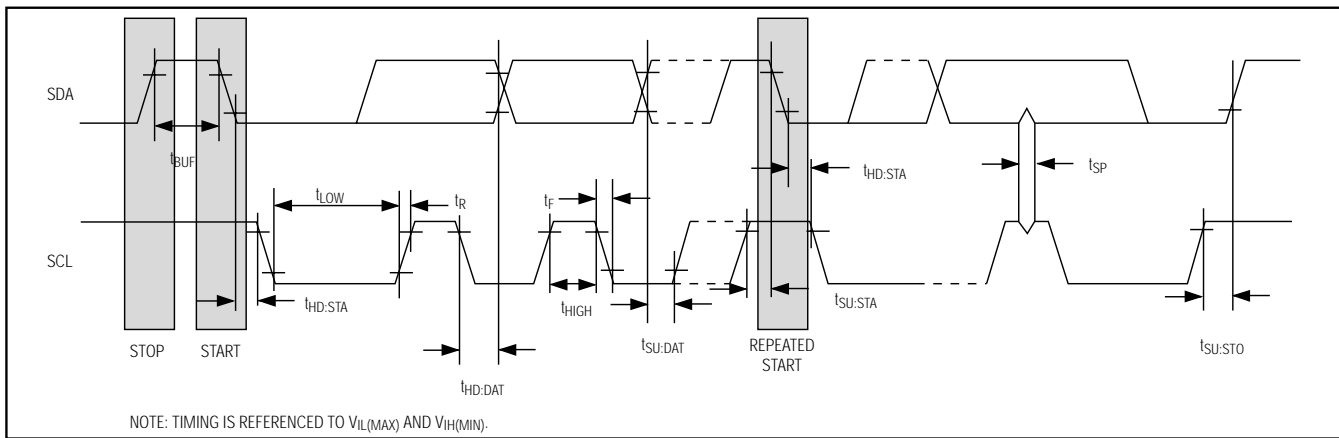 SDA
tBUF
tHD:STA
tSP
tLOW
tR
tF
SCL
tHD:STA
tHIGH
tSU:STA
STOP
START
tSU:DAT
REPEATED
START
tSU:STO
tHD:DAT
NOTE: TIMING IS REFERENCED TO VIL(MAX) AND VIH(MIN).